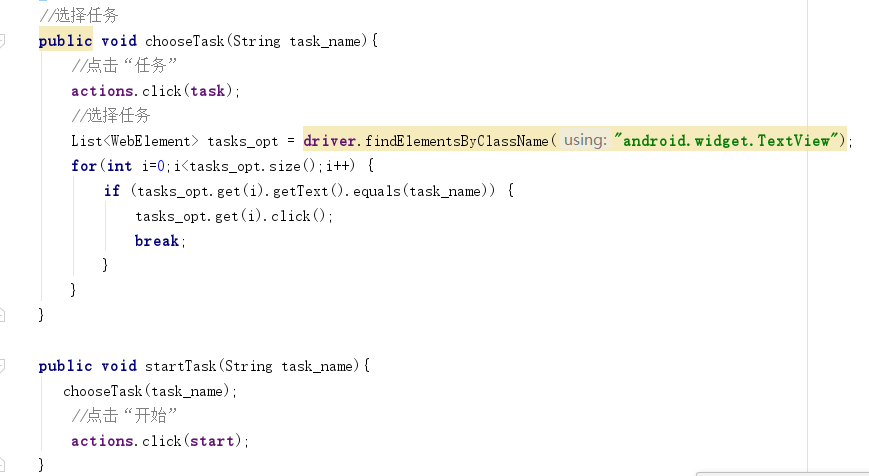 //选择任务
public void chooseTask(String task_name){
//点击“任务”
actions.click(task);
//选择任务
List<WebElement> tasks_opt = driver.findElementsByClassName( using: "android.widget.TextView");
for(int i=0;i<tasks_opt.size();i++) {
if (tasks_opt.get(i).getText().equals(task_name)) {
tasks_opt.get(i).click();
break;
}
}
}
public void startTask(String task_name){
chooseTask(task_name);
//点击“开始”
actions.click(start);
}